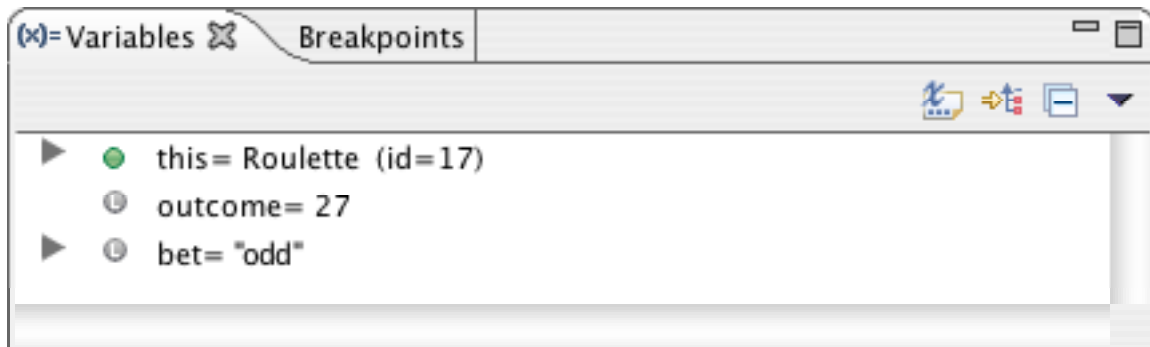 (x)= Variables Breakpoints
this= Roulette (id=17)
outcome= 27
bet= "odd"